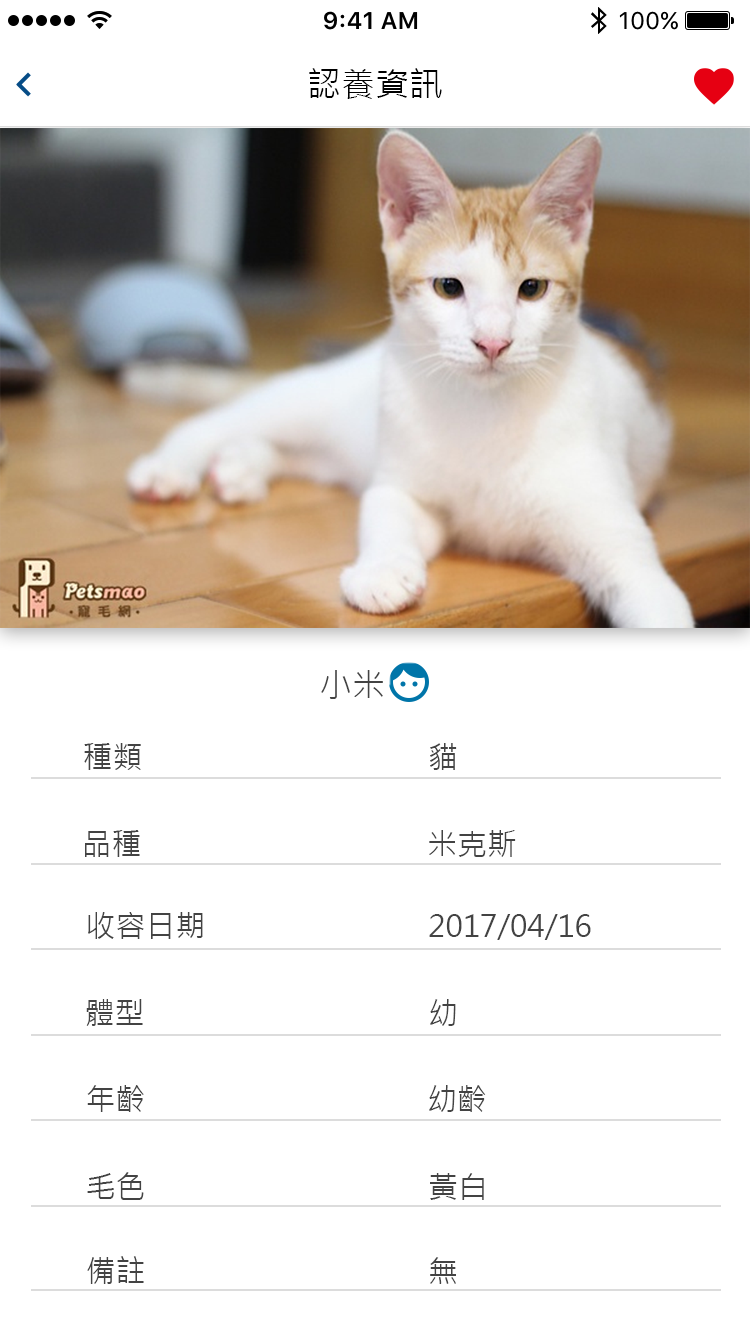 9:41 AM 100%
認養資訊
Petsmao
·寵毛網·
小米
種類 貓
品種 米克斯
收容日期 2017/04/16
體型 幼
年齡 幼齡
毛色 黃白
備註 無